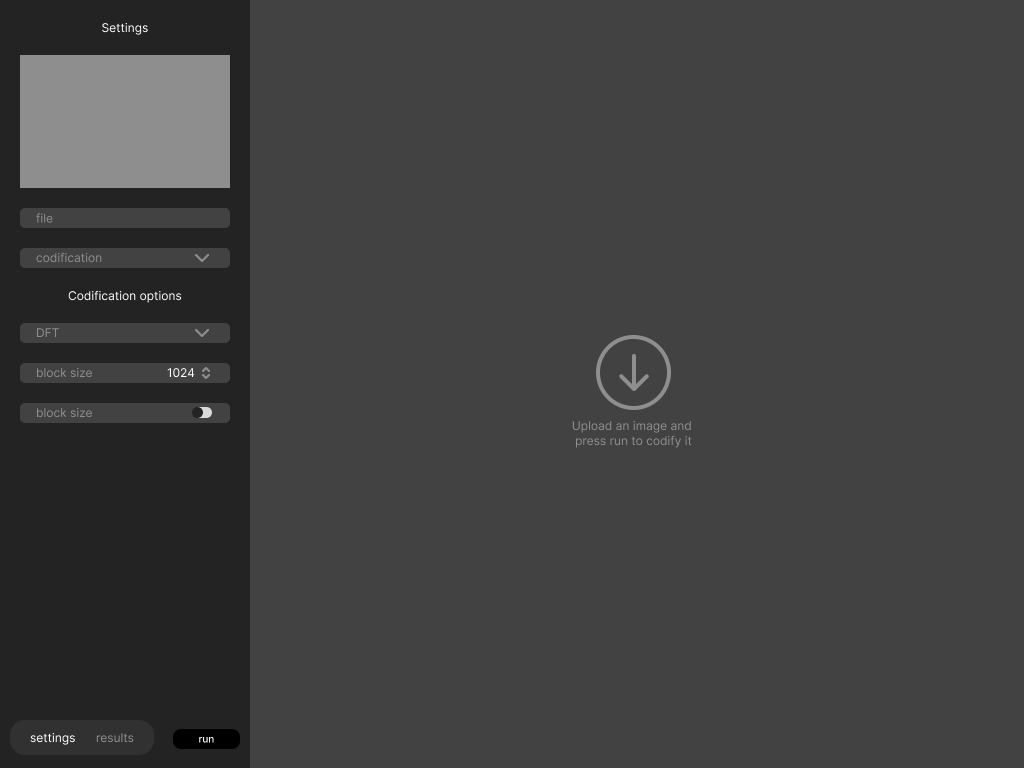 Settings
file
codification
Codification options
DFT
block size 1024
block size
Upload an image and
press run to codify it
settings results run